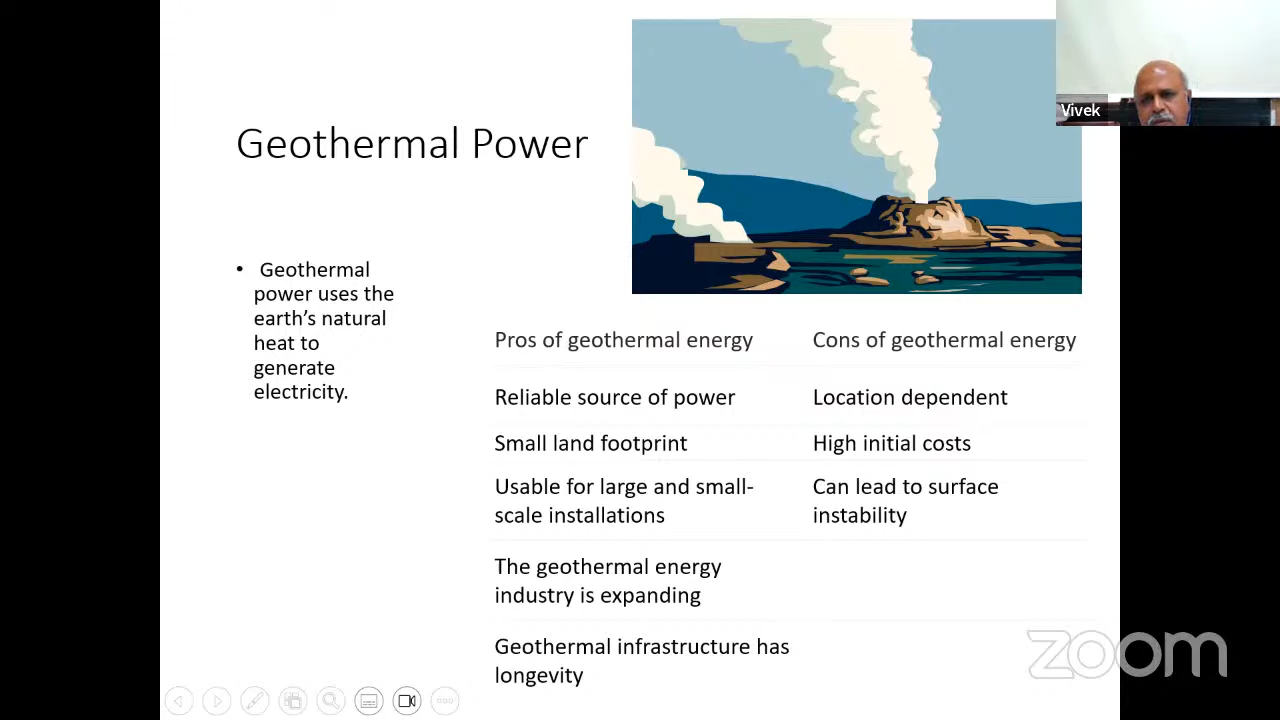 Geothermal Power
Vivek
• Geothermal
power uses the
earth’s natural
heat to
generate
electricity.
Pros of geothermal energy
Cons of geothermal energy
Reliable source of power
Location dependent
Small land footprint
High initial costs
Usable for large and small-
scale installations
Can lead to surface
instability
The geothermal energy
industry is expanding
Geothermal infrastructure has
longevity
zoom